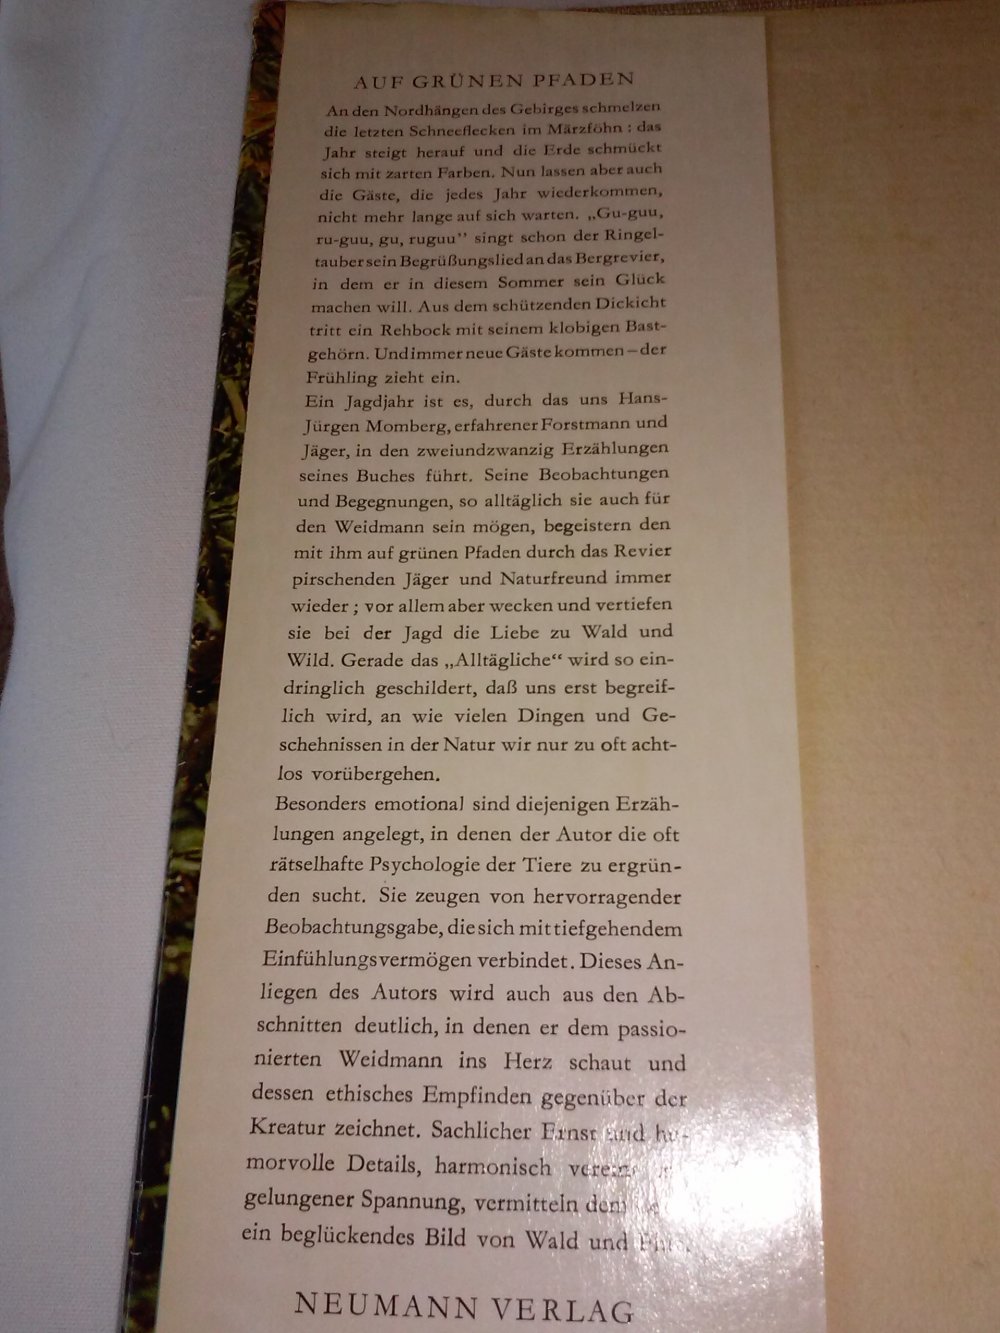 AUF GRÜNEN PFADEN
An den Nordhängen des Gebirges schmelzen
die letzten Schneeflecken im Märzföhn : das
Jahr steigt herauf und die Erde schmückt
sich mit zarten Farben. Nun lassen aber auch
die Gäste, die jedes Jahr wiederkommen,
nicht mehr lange auf sich warten. „Gu-guu,
ru-guu, gu, ruguu” singt schon der Ringel-
tauber sein Begrüßungslied an das Bergrevier,
in dem er in diesem Sommer sein Glück
machen will. Aus dem schützenden Dickicht
tritt ein Rehbock mit seinem klobigen Bast-
gehörn. Und immer neue Gäste kommen – der
Frühling zieht ein.
Ein Jagdjahr ist es, durch das uns Hans-
Jürgen Momberg, erfahrener Forstmann und
Jäger, in den zweiundzwanzig Erzählungen
seines Buches führt. Seine Beobachtungen
und Begegnungen, so alltäglich sie auch für
den Weidmann sein mögen, begeistern den
mit ihm auf grünen Pfaden durch das Revier
pirschenden Jäger und Naturfreund immer
wieder ; vor allem aber wecken und vertiefen
sie bei der Jagd die Liebe zu Wald und
Wild. Gerade das „Alltägliche“ wird so ein-
dringlich geschildert, daß uns erst begreif-
lich wird, an wie vielen Dingen und Ge-
schehnissen in der Natur wir nur zu oft acht-
los vorübergehen.
Besonders emotional sind diejenigen Erzäh-
lungen angelegt, in denen der Autor die oft
rätselhafte Psychologie der Tiere zu ergrün-
den sucht. Sie zeugen von hervorragender
Beobachtungsgabe, die sich mit tiefgehendem
Einfühlungsvermögen verbindet. Dieses An-
liegen des Autors wird auch aus den Ab-
schnitten deutlich, in denen er dem passio-
nierten Weidmann ins Herz schaut und
dessen ethisches Empfinden gegenüber der
Kreatur zeichnet. Sachlicher Ernst und hu-
morvolle Details, harmonisch vereint
gelungener Spannung, vermitteln dem
ein beglückendes Bild von Wald und
NEUMANN VERLAG